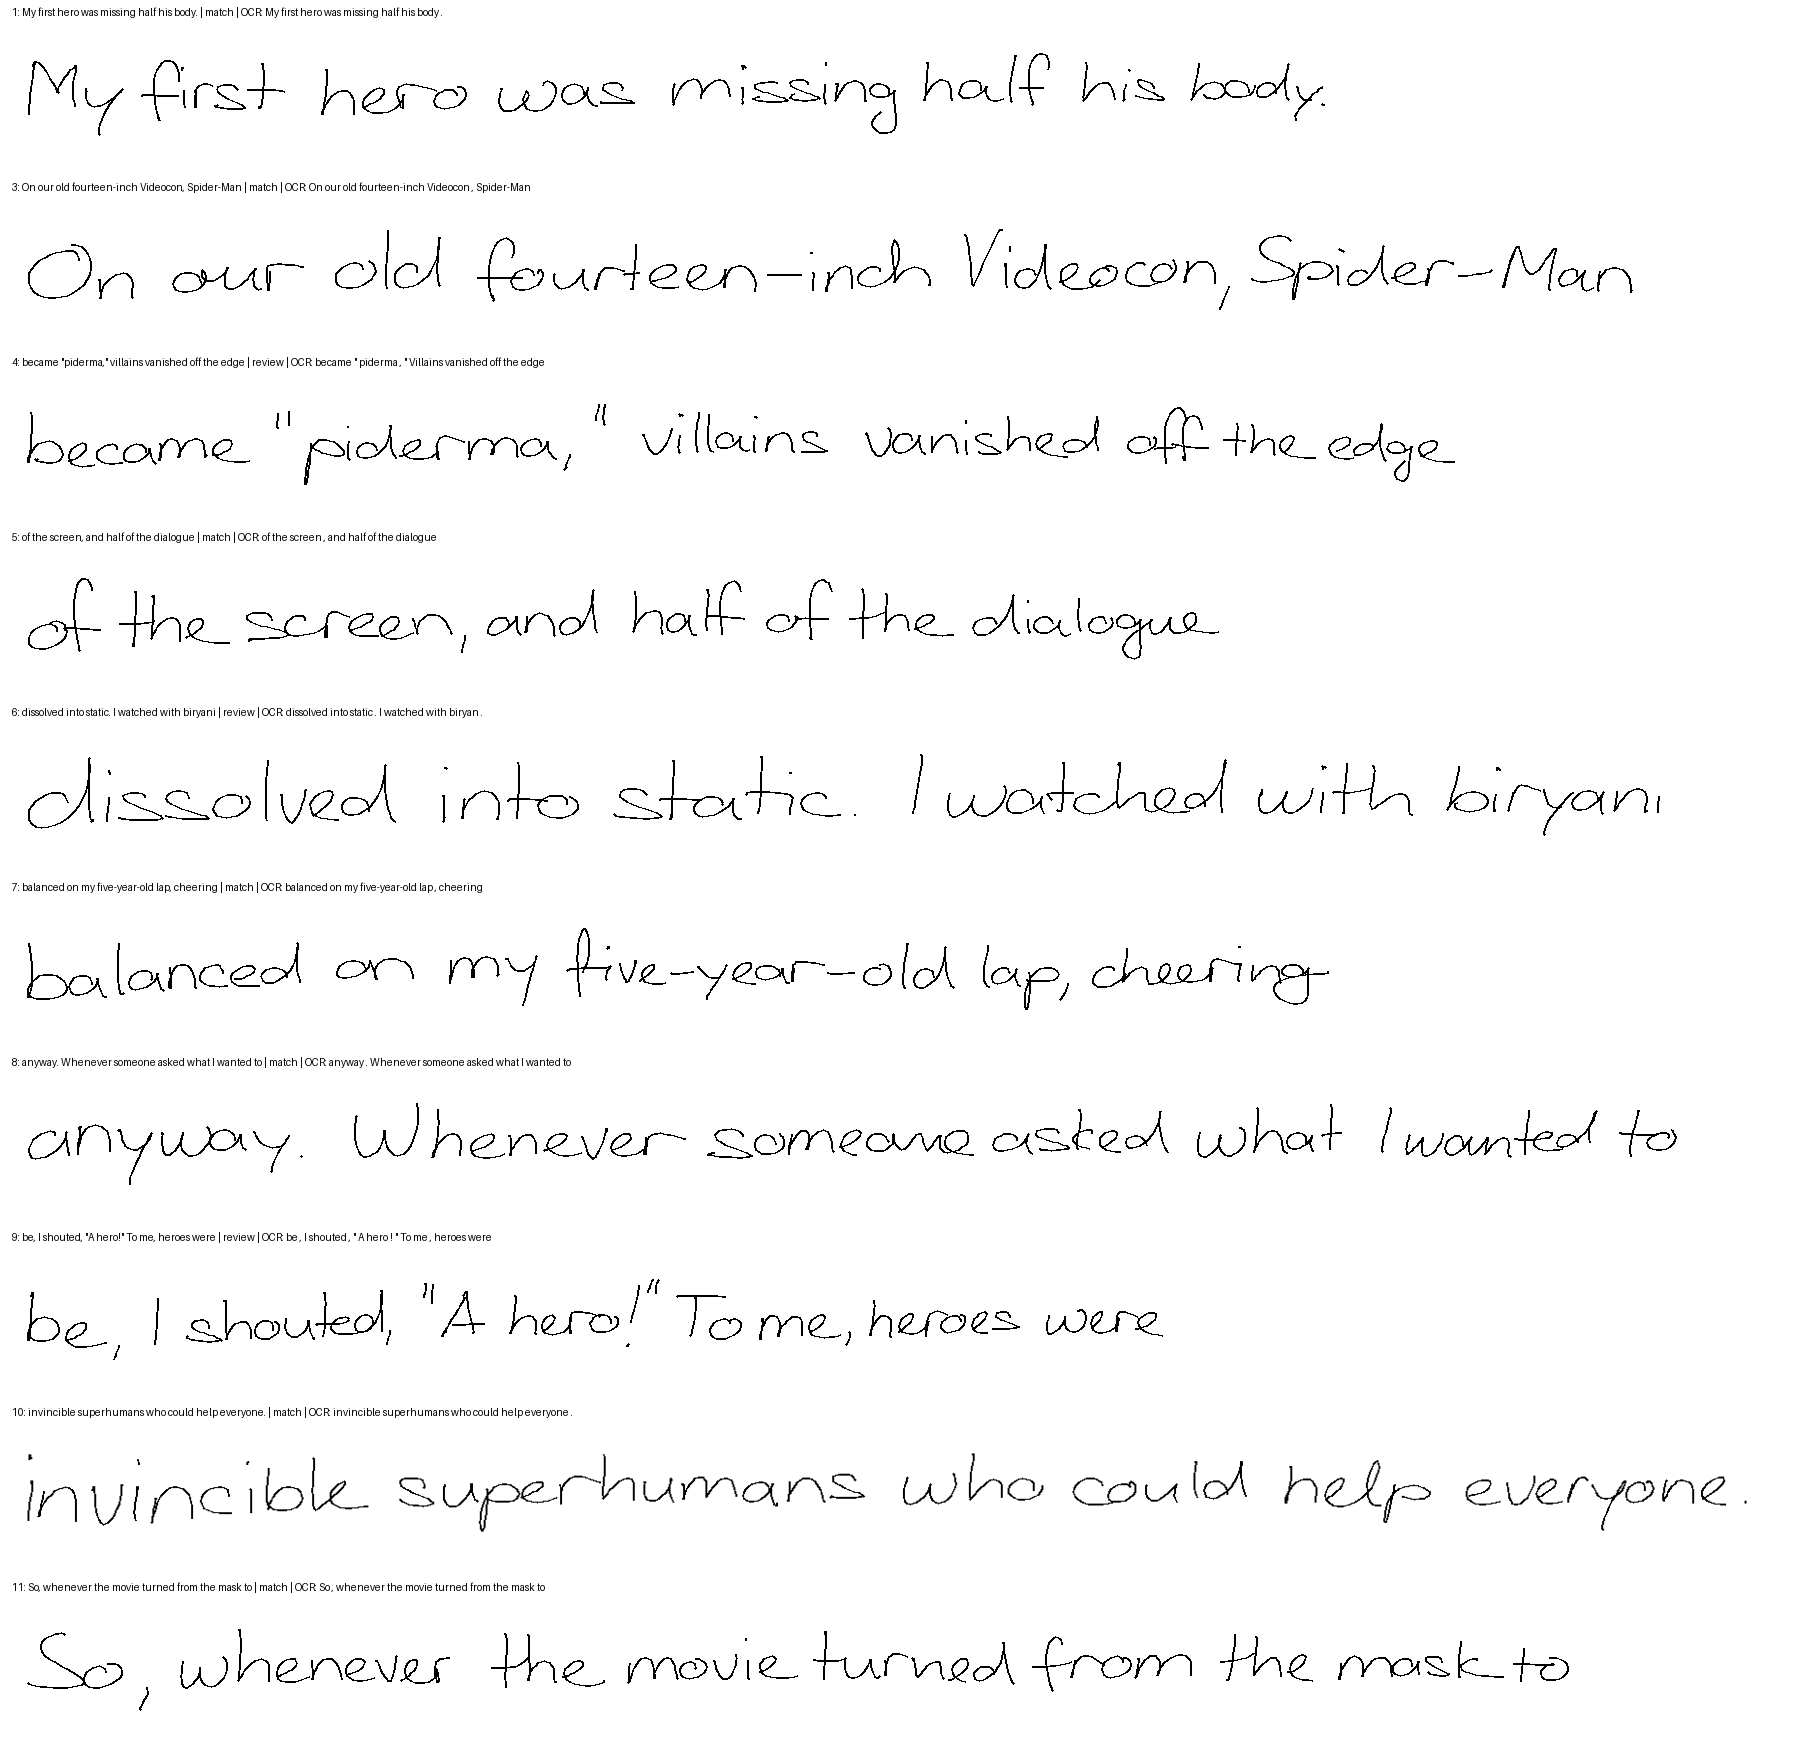 1: My first hero was missing half his body. | match | OCR My first hero was missing half his body .
My first hero was missing half his body.
3: On our old fourteen-inch Videocon, Spider-Man | match | OCR On our old fourteen-inch Videocon , Spider-Man
On our old fourteen-inch Videocon, Spider-Man
4: became "piderma," villains vanished off the edge | review | OCR became " piderma , " Villains vanished off the edge
became "piderma," villains vanished off the edge
5: of the screen, and half of the dialogue | match | OCR of the screen , and half of the dialogue
of the screen, and half of the dialogue
6: dissolved into static. I watched with biryani | review | OCR dissolved into static . I watched with biryan .
dissolved into static. I watched with biryanı
7: balanced on my five-year-old lap, cheering | match | OCR balanced on my five-year-old lap , cheering
balanced on my five-year-old lap, cheering
8: anyway. Whenever someone asked what I wanted to | match | OCR anyway . Whenever someone asked what I wanted to
anyway. Whenever someone asked what I wanted to
9: be, I shouted, "A hero!" To me, heroes were | review | OCR be , I shouted , " A hero ! " To me , heroes were
be, I shouted, "A hero!" To me, heroes were
10: invincible superhumans who could help everyone. | match | OCR invincible superhumans who could help everyone .
invincible superhumans who could help everyone.
11: So, whenever the movie turned from the mask to | match | OCR So , whenever the movie turned from the mask to
So, whenever the movie turned from the mask to